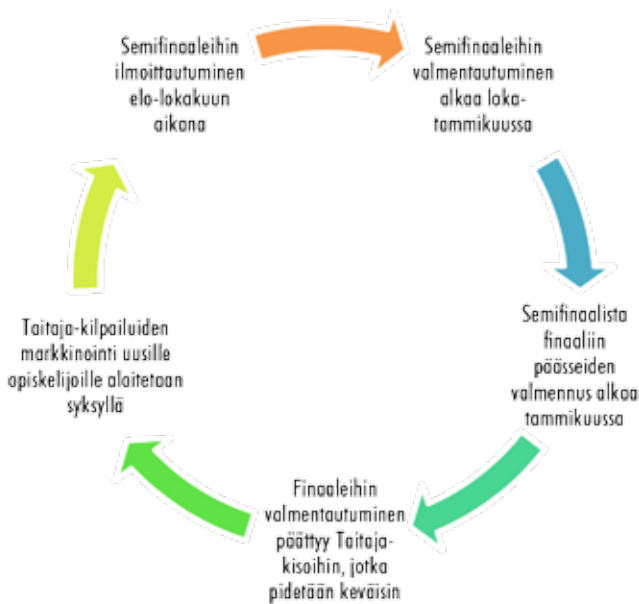 Semifinaaleihin
ilmoittautuminen
elo-lokakuun
aikana
Semifinaaleihin
valmentautuminen
alkaa loka-
tammikuussa
Semifinaalista
finaaliin
päässeiden
valmennus alkaa
tammikuussa
Finaaleihin
valmentautuminen
päättyy Taitaja-
kisoihin, jotka
pidetään keväisin
Taitaja-kilpailuiden
markkinointi uusille
opiskelijoille aloitetaan
syksyllä